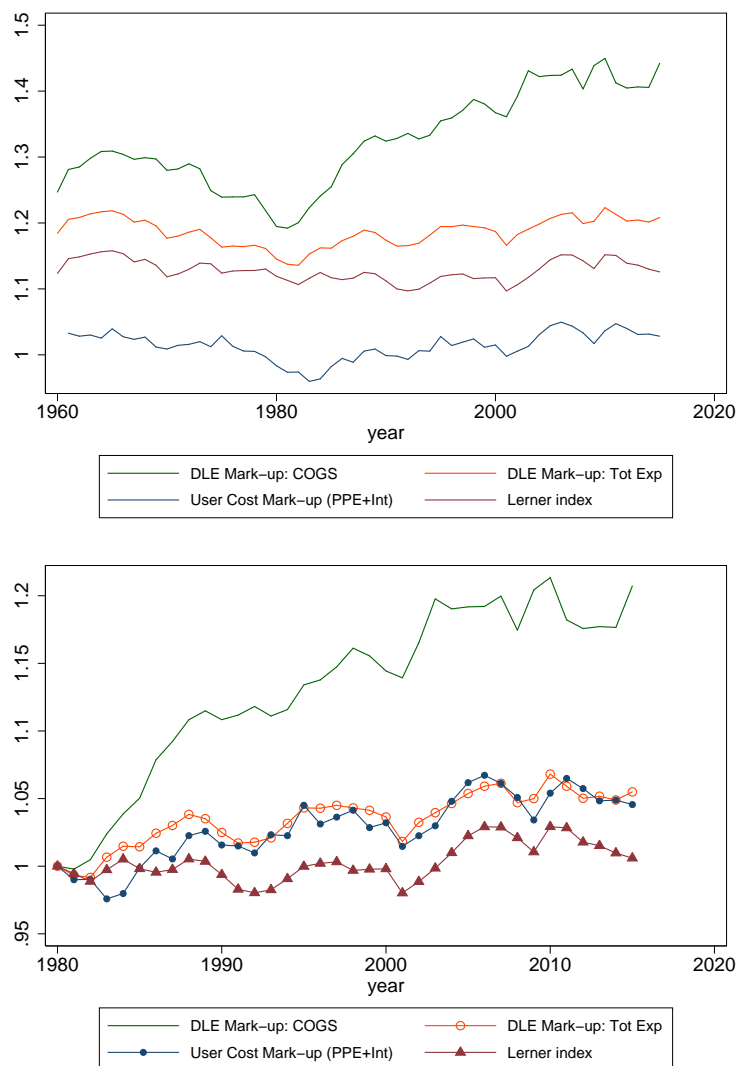 1.5
1.4
1.3
1.2
1.1
1
1960 1980 2000 2020
year
DLE Mark-up: COGS DLE Mark-up: Tot Exp
User Cost Mark-up (PPE+Int) Lerner index
1.2
1.15
1.1
1.05
1
.95
1980 1990 2000 2010 2020
year
DLE Mark-up: COGS DLE Mark-up: Tot Exp
User Cost Mark-up (PPE+Int) Lerner index